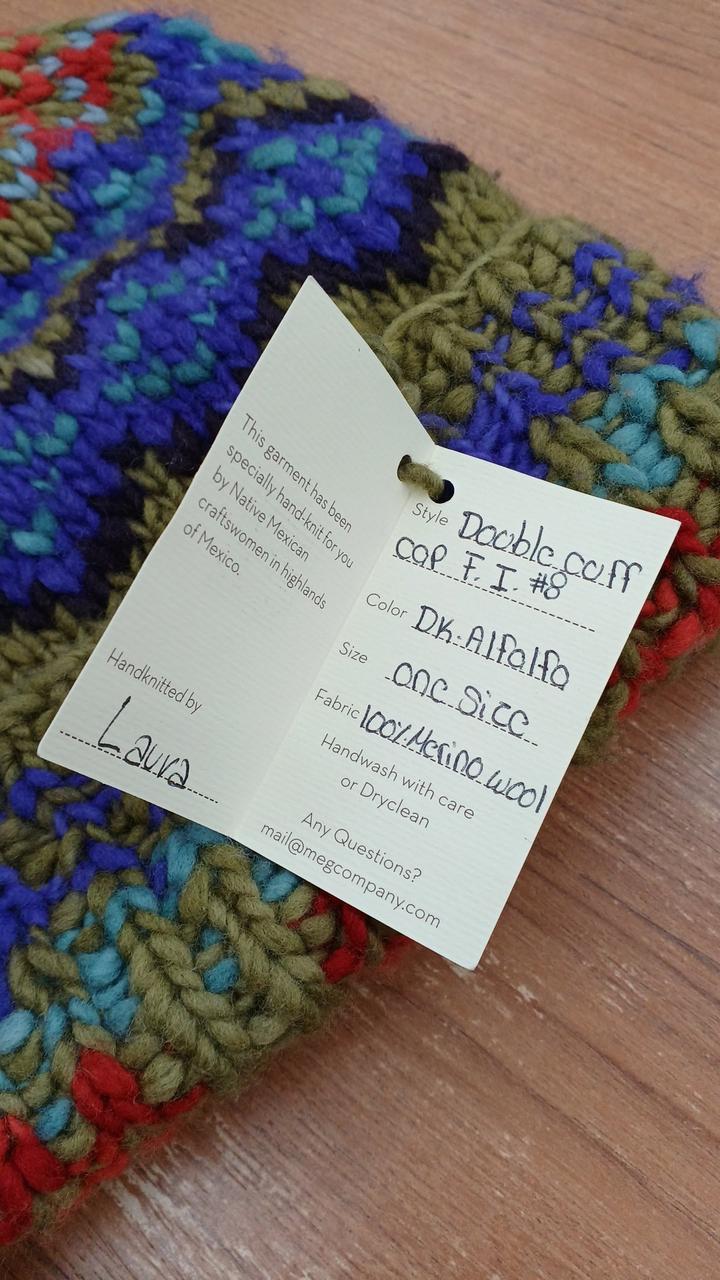 This garment has been
specially hand-knit for you
by Native Mexican
craftswomen in highlands
of Mexico.
Handknitted by
Laura
Style Double cuff
cap F. I. #8
Color DK. Alfalfa
Size one Size
Fabric 100% Merino wool
Handwash with care
or Dryclean
Any Questions?
mail@megcompany.com